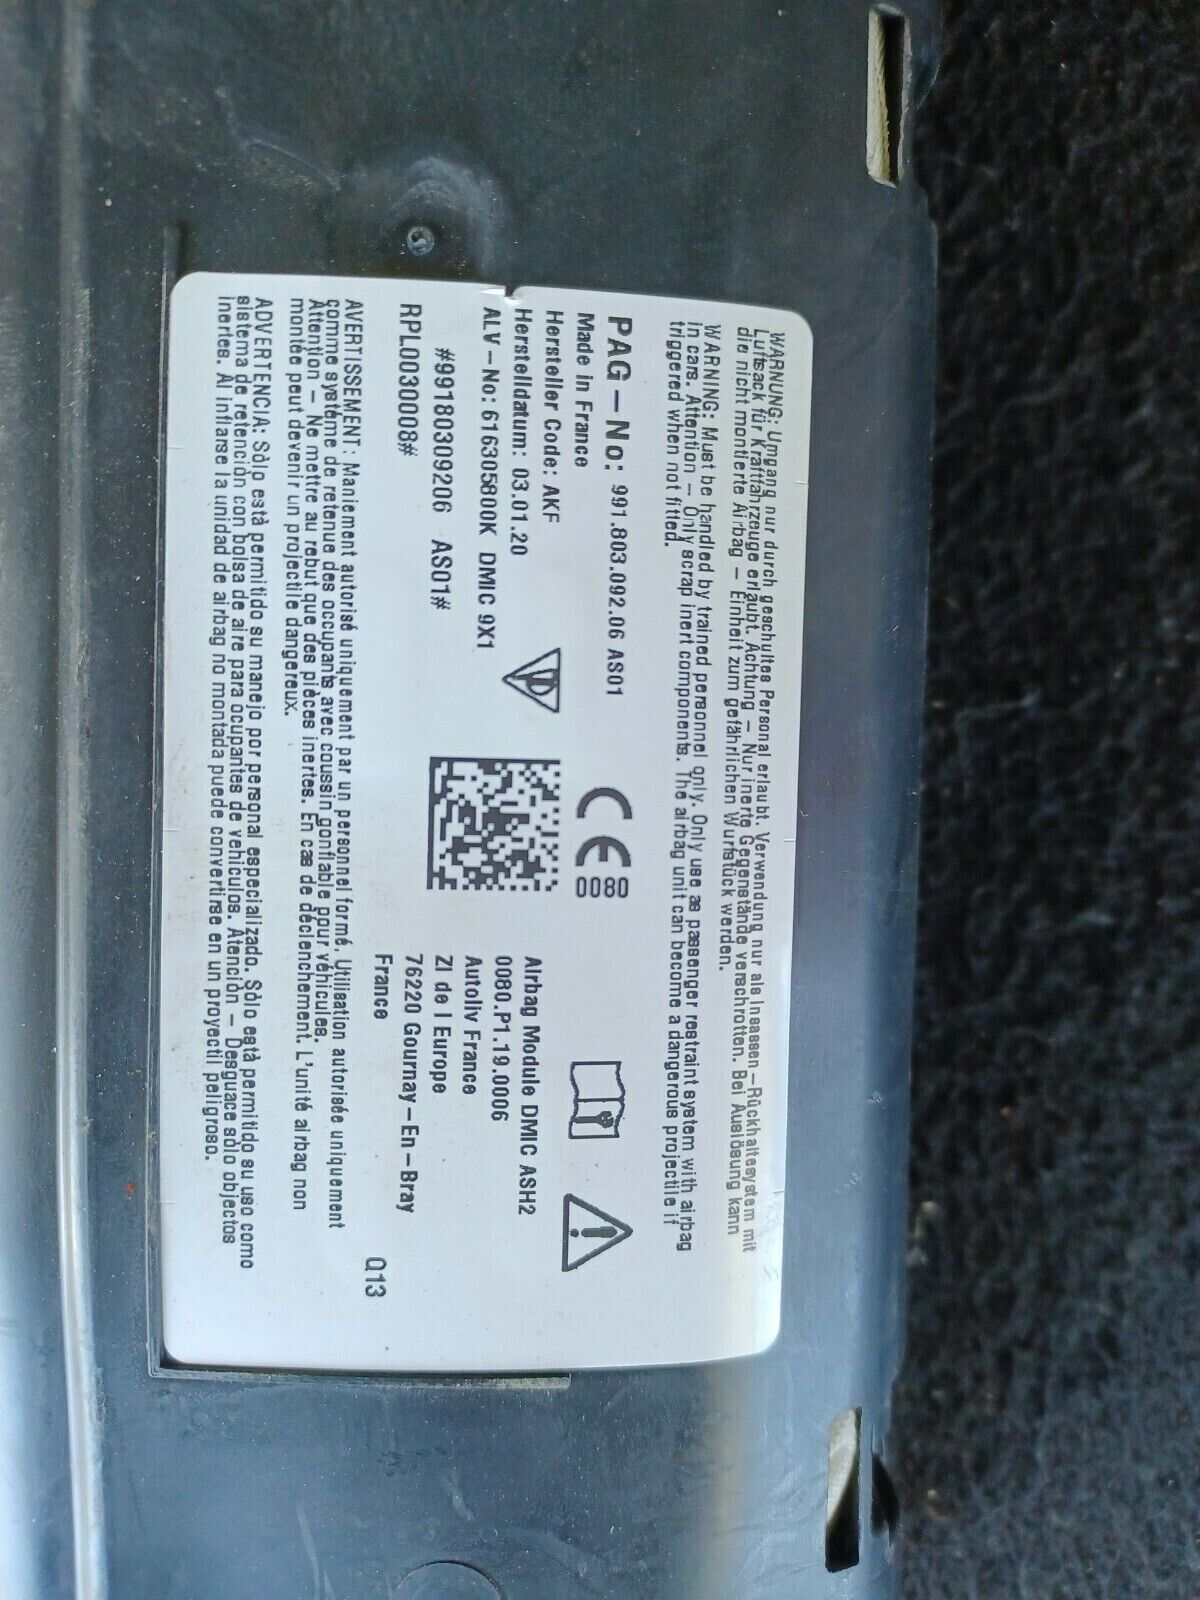 WARNUNG: Umgang nur durch geschultes Personal erlaubt. Verwendung nur als Insassen-Rückhaltesystem mit
Luftsack für Kraftfahrzeuge erlaubt. Achtung - Nur inerte Gegenstände verschrotten. Bei Auslösung kann
die nicht montierte Airbag - Einheit zum gefährlichen Wurfstück werden.
WARNING: Must be handled by trained personnel only. Only use as passenger restraint system with airbag
in cars. Attention - Only scrap inert components. The airbag unit can become a dangerous projectile if
triggered when not fitted.
PAG-No: 991.803.092.06 AS01
Made in France
Hersteller Code: AKF
Herstelldatum: 03.01.20
ALV-No: 616305800K DMIC 9X1
#99180309206 AS01#
RPL0030008#
CE
0080
Airbag Module DMIC ASH2
0080.P1.19.0006
Autoliv France
ZI de l Europe
76220 Gournay-En-Bray
France
Q13
AVERTISSEMENT : Maniement autorisé uniquement par un personnel formé. Utilisation autorisée uniquement
comme système de retenue des occupants avec coussin gonflable pour véhicules.
Attention - Ne mettre au rebut que des pièces inertes. En cas de déclenchement. L'unité airbag non
montée peut devenir un projectile dangereux.
ADVERTENCIA: Sòlo està permitido su manejo por personal especializado. Sòlo està permitido su uso como
sistema de retención con bolsa de aire para ocupantes de vehiculos. Atención - Desguace sòlo objectos
inertes. Al inflarse la unidad de airbag no montada puede convertirse en un proyectil peligroso.